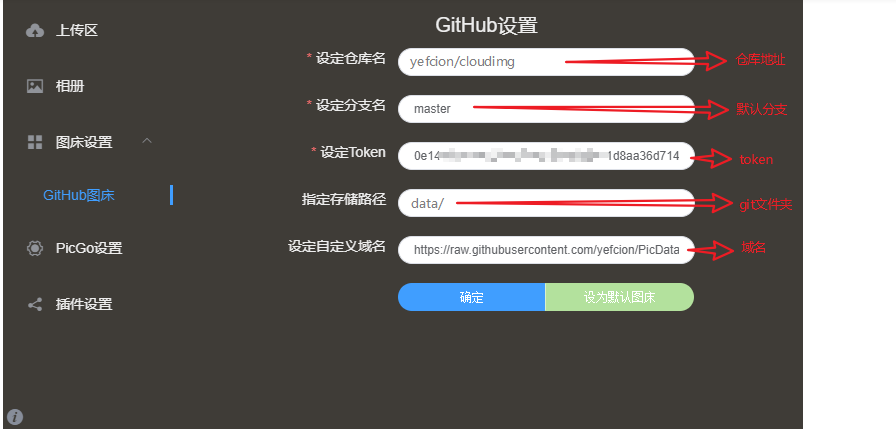 GitHub设置
上传区
相册
图床设置
GitHub图床
PicGo设置
插件设置
* 设定仓库名
yefcion/cloudimg
仓库地址
* 设定分支名
master
默认分支
* 设定Token
0e14
1d8aa36d714
token
指定存储路径
data/
git文件夹
设定自定义域名
https://raw.githubusercontent.com/yefcion/PicData
域名
确定
设为默认图床